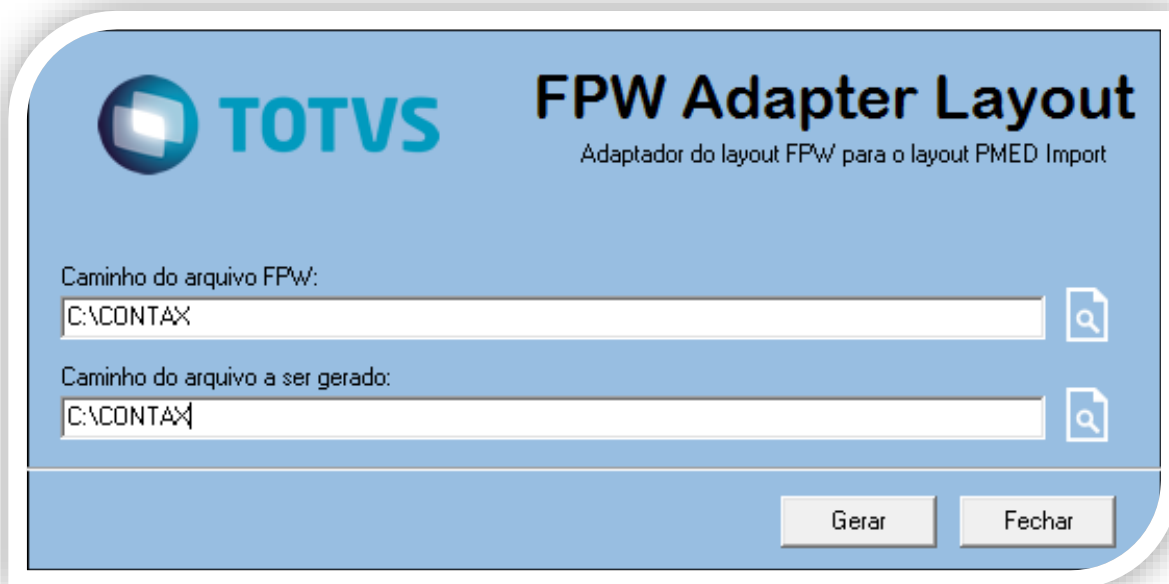 TOTVS
FPW Adapter Layout
Adaptador do layout FPW para o layout PMED Import
Caminho do arquivo FPW:
C:\CONTAX
Caminho do arquivo a ser gerado:
C:\CONTAX
Gerar
Fechar